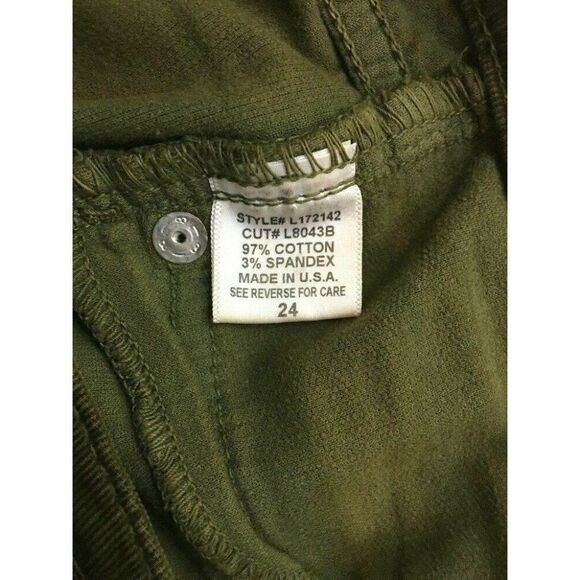 STYLE# L172142
CUT# L8043B
97% COTTON
3% SPANDEX
MADE IN U.S.A.
SEE REVERSE FOR CARE
24